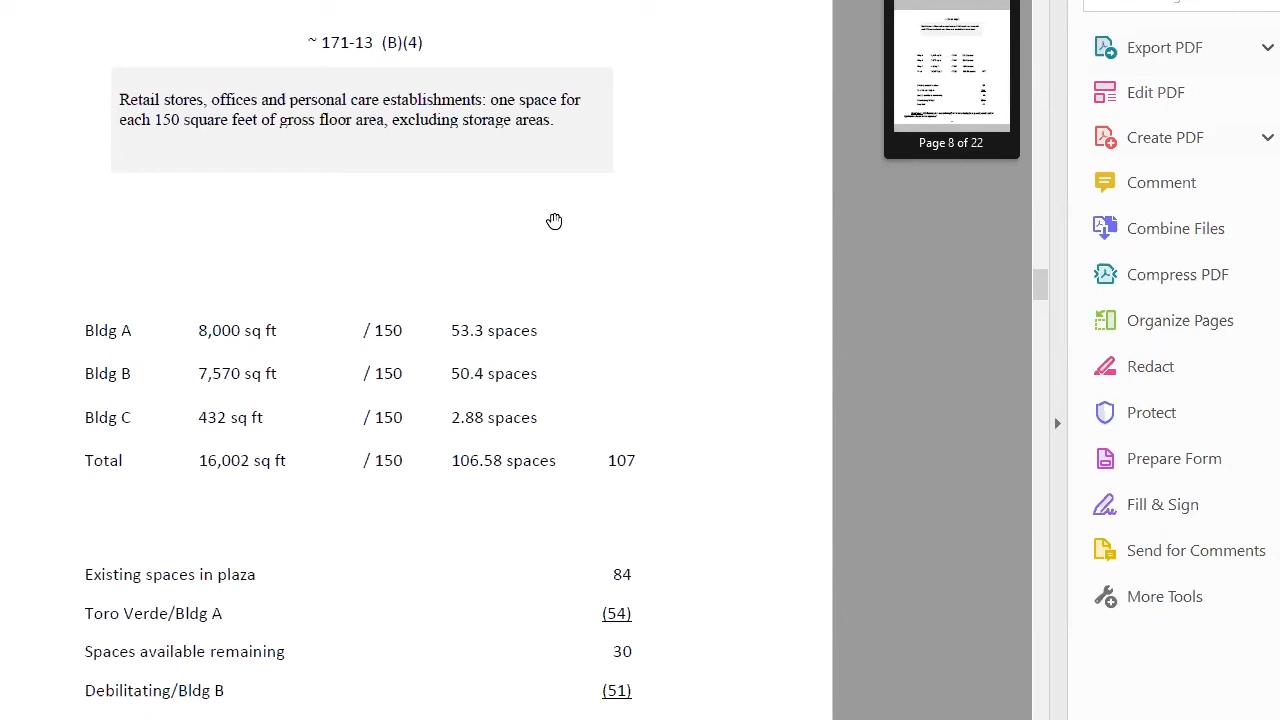 ~ 171-13 (B)(4)
Retail stores, offices and personal care establishments: one space for
each 150 square feet of gross floor area, excluding storage areas.
Bldg A 8,000 sq ft / 150 53.3 spaces
Bldg B 7,570 sq ft / 150 50.4 spaces
Bldg C 432 sq ft / 150 2.88 spaces
Total 16,002 sq ft / 150 106.58 spaces 107
Existing spaces in plaza 84
Toro Verde/Bldg A (54)
Spaces available remaining 30
Debilitating/Bldg B (51)
Page 8 of 22
Export PDF
Edit PDF
Create PDF
Comment
Combine Files
Compress PDF
Organize Pages
Redact
Protect
Prepare Form
Fill & Sign
Send for Comments
More Tools